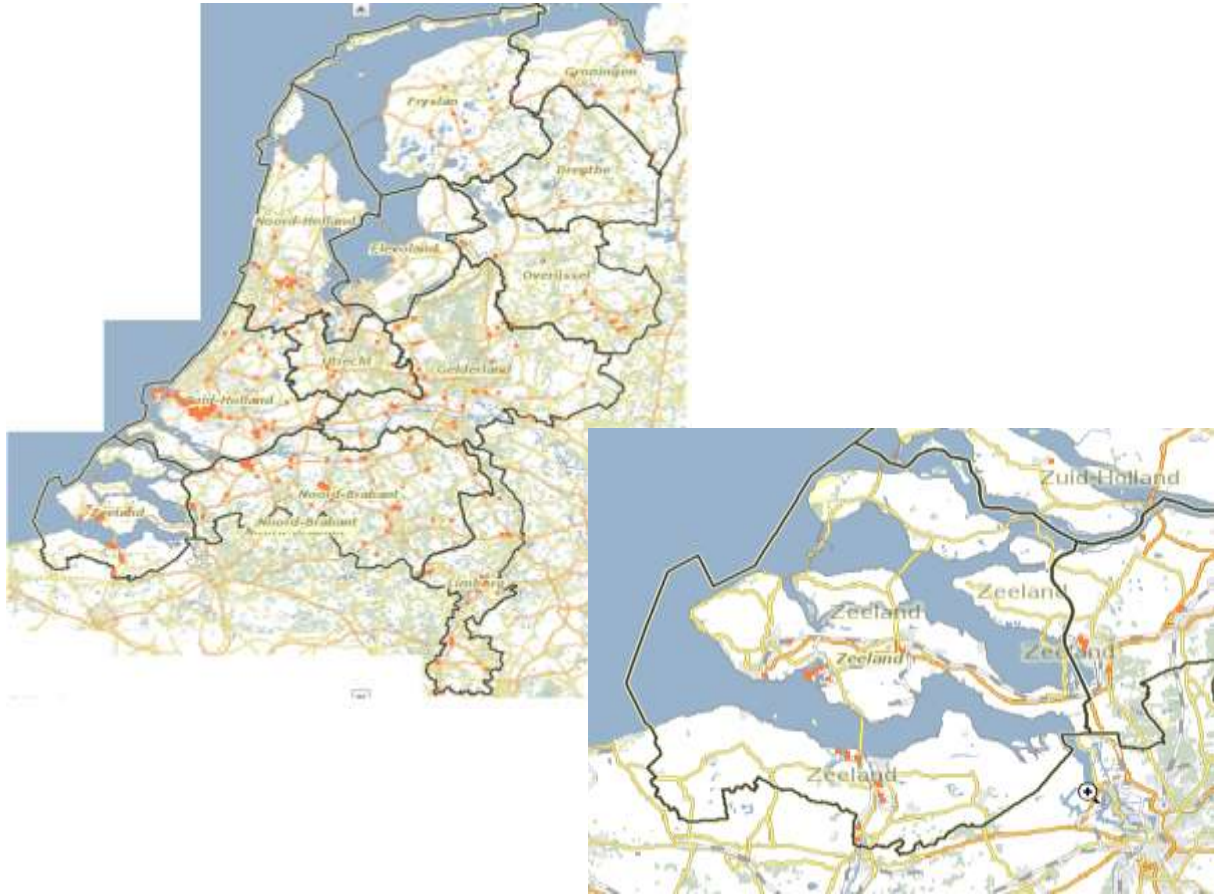 Groningen
Fryslân
Drenthe
Noord-Holland
Flevoland
Overijssel
Utrecht
Gelderland
Zuid-Holland
Noord-Brabant
Zeeland
Noord-Brabant
Limburg
Zuid-Holland
Zeeland
Zeeland
Zeeland
Zeeland
Zeeland